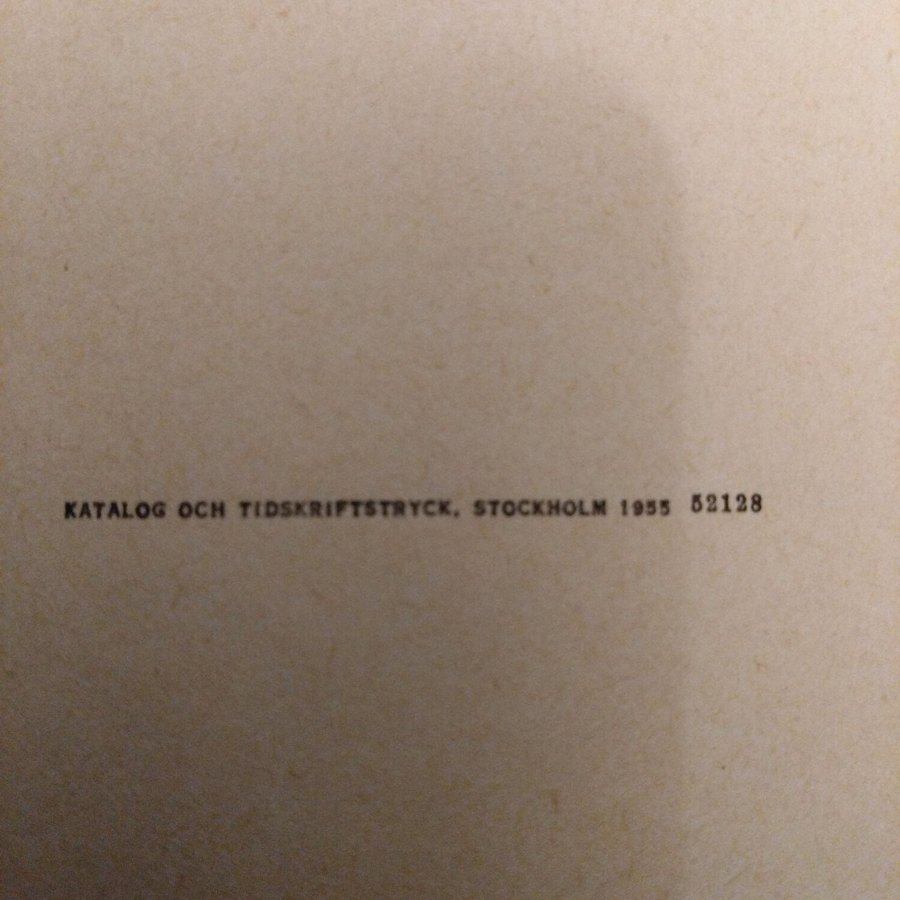 KATALOG OCH TIDSKRIFTSTRYCK, STOCKHOLM 1955 52128